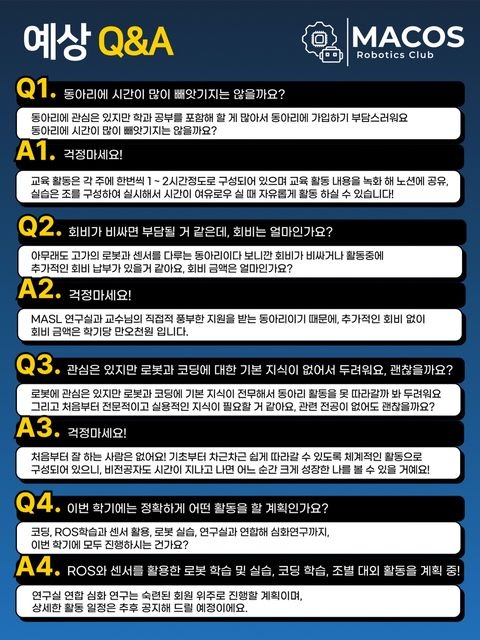 예상 Q&A
MACOS
Robotics Club
Q1. 동아리에 시간이 많이 빼앗기지는 않을까요?
동아리에 관심은 있지만 학과 공부를 포함해 할 게 많아서 동아리에 가입하기 부담스러워요
동아리에 시간이 많이 빼앗기지는 않을까요?
A1. 걱정마세요!
교육 활동은 각 주에 한번씩 1 ~ 2시간정도로 구성되어 있으며 교육 활동 내용을 녹화 해 노션에 공유,
실습은 조를 구성하여 실시해서 시간이 여유로우실 때 자유롭게 활동 하실 수 있습니다!
Q2. 회비가 비싸면 부담될 거 같은데, 회비는 얼마인가요?
아무래도 고가의 로봇과 센서를 다루는 동아리이다 보니깐 회비가 비싸거나 활동중에
추가적인 회비 납부가 있을거 같아요, 회비 금액은 얼마인가요?
A2. 걱정마세요!
MASL 연구실과 교수님의 직접적 풍부한 지원을 받는 동아리이기 때문에, 추가적인 회비 없이
회비 금액은 학기당 만오천원 입니다.
Q3. 관심은 있지만 로봇과 코딩에 대한 기본 지식이 없어서 두려워요, 괜찮을까요?
로봇에 관심은 있지만 로봇과 코딩에 기본 지식이 전무해서 동아리 활동을 못 따라갈까 봐 두려워요
그리고 처음부터 전문적이고 실용적인 지식이 필요할 거 같아요, 관련 전공이 없어도 괜찮을까요?
A3. 걱정마세요!
처음부터 잘 하는 사람은 없어요! 기초부터 차근차근 쉽게 따라갈 수 있도록 체계적인 활동으로
구성되어 있으니, 비전공자도 시간이 지나고 나면 어느 순간 크게 성장한 나를 볼 수 있을 거예요!
Q4. 이번 학기에는 정확하게 어떤 활동을 할 계획인가요?
코딩, ROS학습과 센서 활용, 로봇 실습, 연구실과 연합해 심화연구까지,
이번 학기에 모두 진행하시는 건가요?
A4. ROS와 센서를 활용한 로봇 학습 및 실습, 코딩 학습, 조별 대외 활동을 계획 중!
연구실 연합 심화 연구는 숙련된 회원 위주로 진행할 계획이며,
상세한 활동 일정은 추후 공지해 드릴 예정이에요.